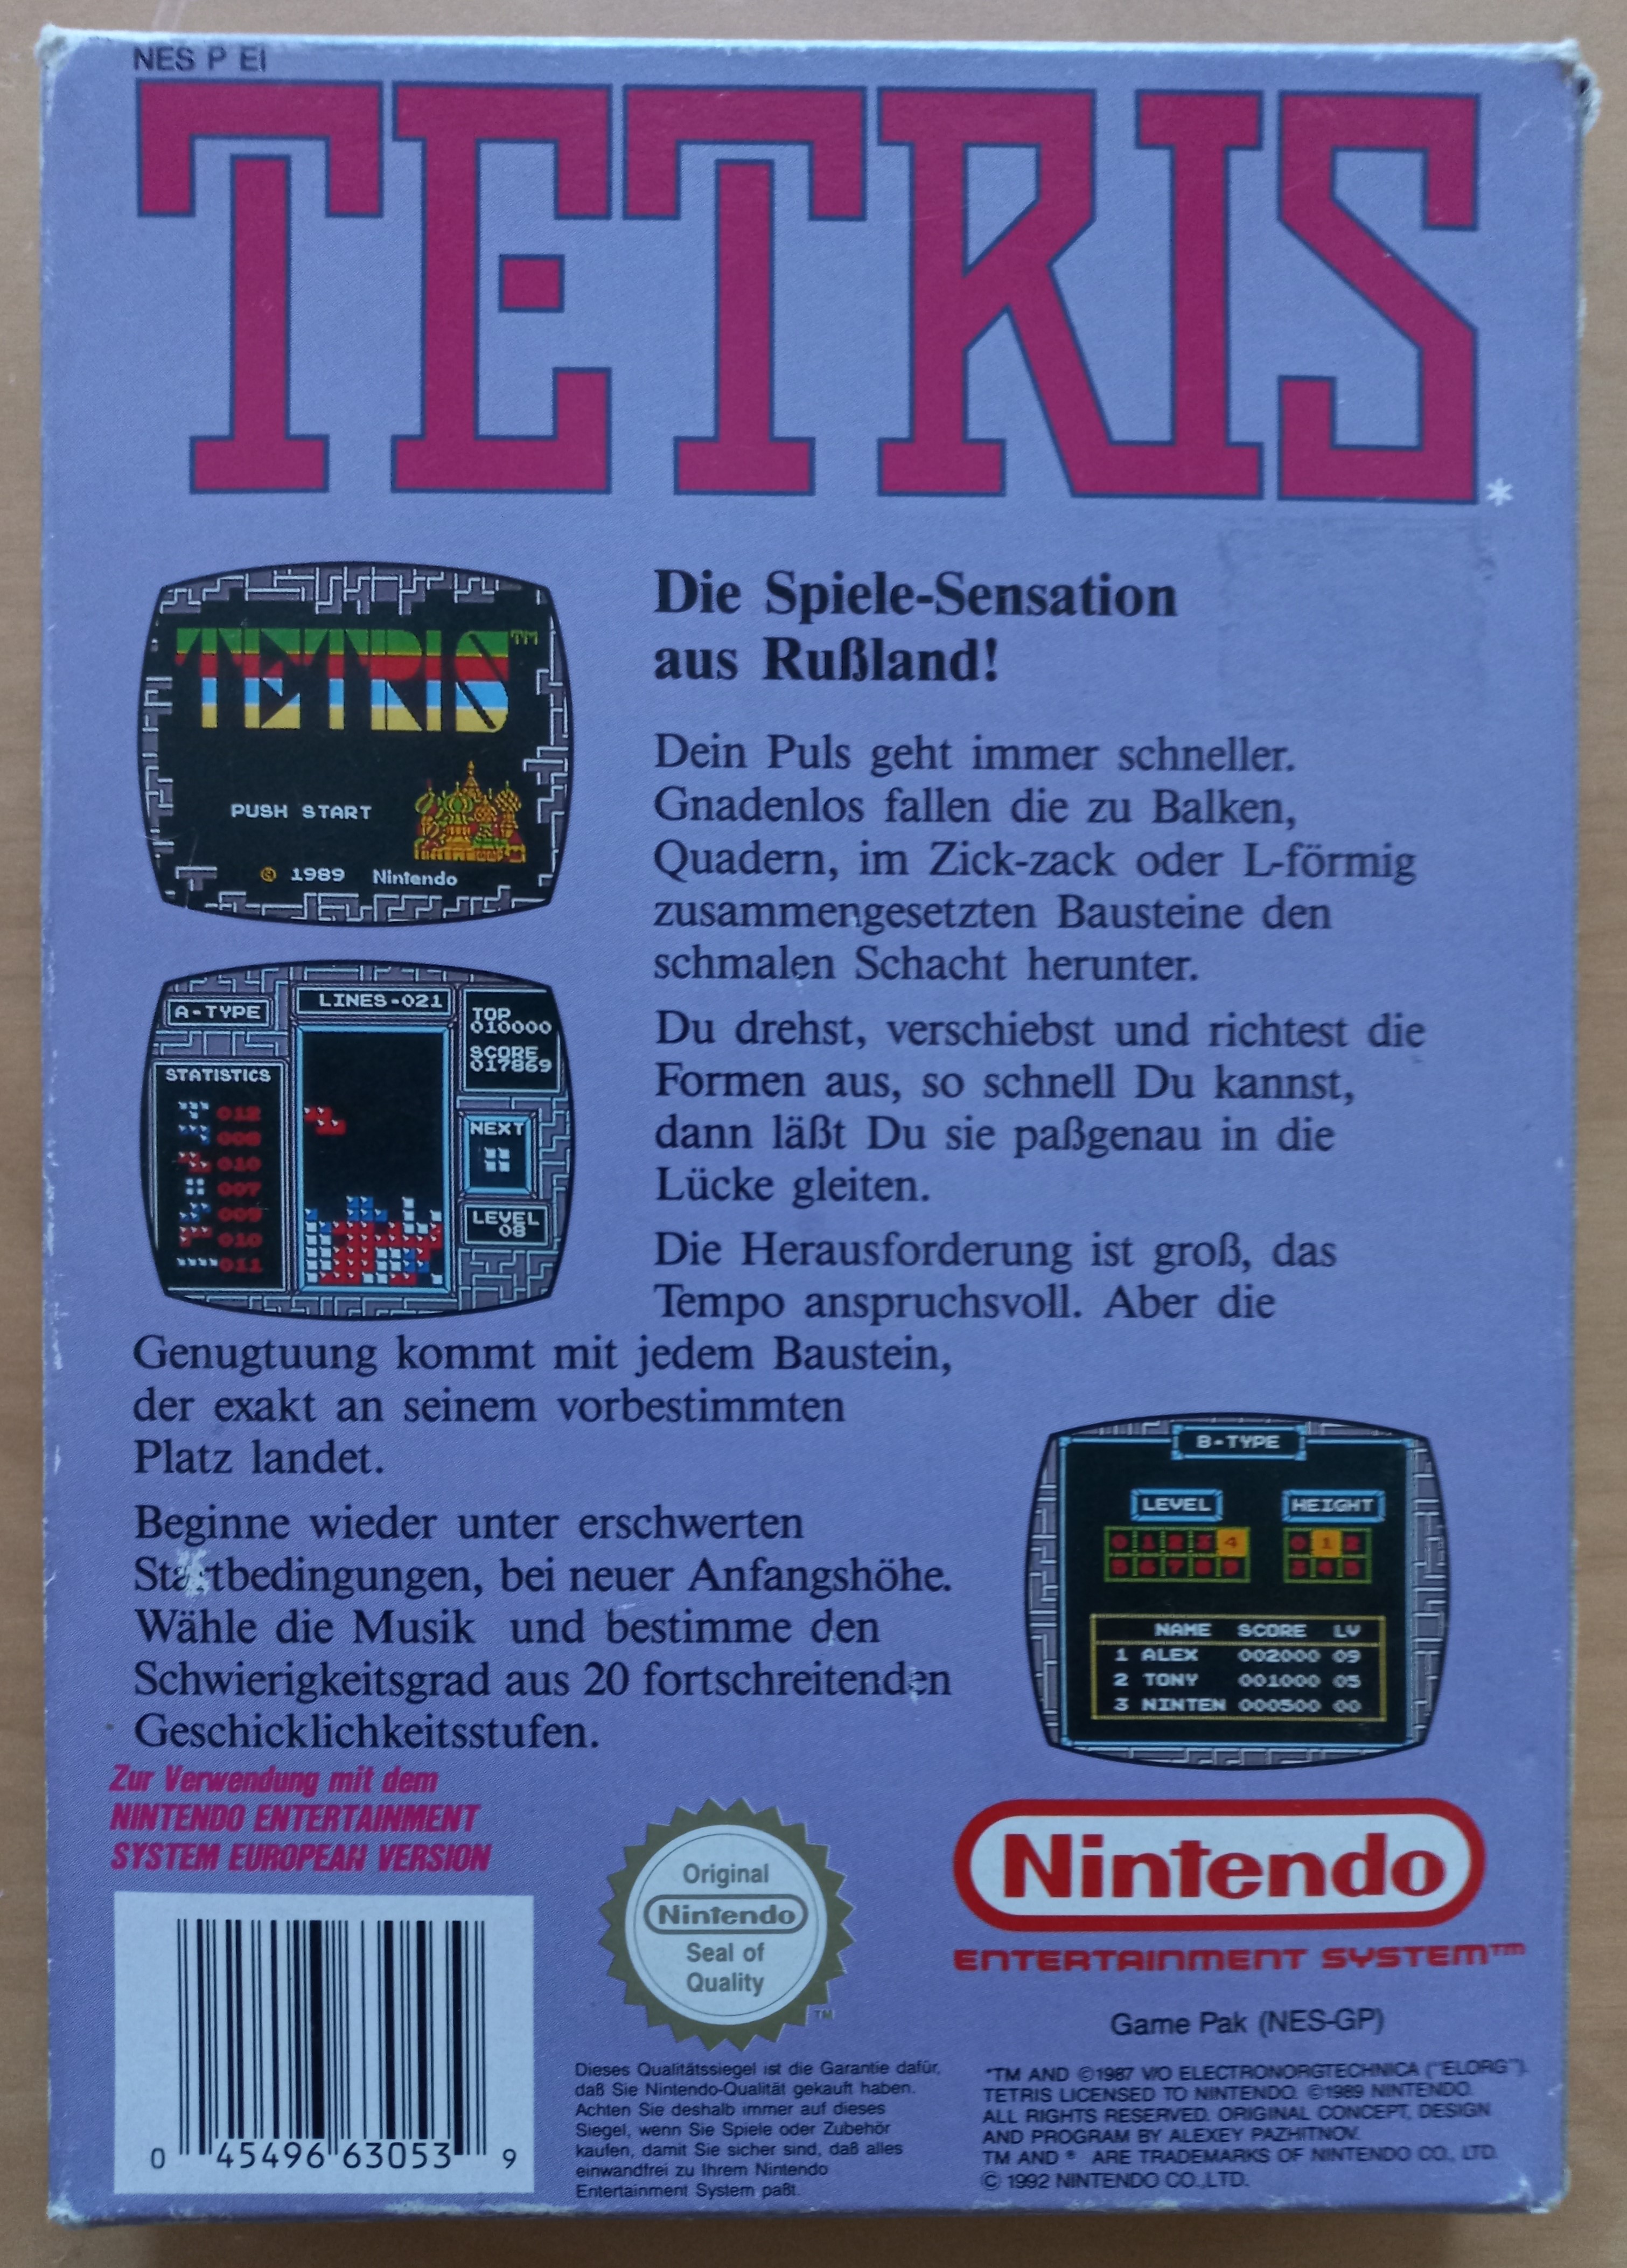 NES P EI
TETRIS*
TETRIS™
PUSH START
© 1989 Nintendo
Die Spiele-Sensation
aus Rußland!
Dein Puls geht immer schneller.
Gnadenlos fallen die zu Balken,
Quadern, im Zick-zack oder L-förmig
zusammengesetzten Bausteine den
schmalen Schacht herunter.
A-TYPE
LINES-021
TOP
010000
SCORE
017869
STATISTICS
012
008
010
007
009
010
011
NEXT
LEVEL
08
Du drehst, verschiebst und richtest die
Formen aus, so schnell Du kannst,
dann läßt Du sie paßgenau in die
Lücke gleiten.
Die Herausforderung ist groß, das
Tempo anspruchsvoll. Aber die
Genugtuung kommt mit jedem Baustein,
der exakt an seinem vorbestimmten
Platz landet.
Beginne wieder unter erschwerten
Startbedingungen, bei neuer Anfangshöhe.
Wähle die Musik und bestimme den
Schwierigkeitsgrad aus 20 fortschreitenden
Geschicklichkeitsstufen.
B-TYPE
LEVEL HEIGHT
0 1 2 3 4 0 1 2
5 6 7 8 9 3 4 5
NAME SCORE LV
1 ALEX 002000 09
2 TONY 001000 05
3 NINTEN 000500 00
Zur Verwendung mit dem
NINTENDO ENTERTAINMENT
SYSTEM EUROPEAN VERSION
0 45496 63053 9
Original
Nintendo
Seal of
Quality
TM
Dieses Qualitätssiegel ist die Garantie dafür,
daß Sie Nintendo-Qualität gekauft haben.
Achten Sie deshalb immer auf dieses
Siegel, wenn Sie Spiele oder Zubehör
kaufen, damit Sie sicher sind, daß alles
einwandfrei zu Ihrem Nintendo
Entertainment System paßt.
Nintendo
ENTERTAINMENT SYSTEM™
Game Pak (NES-GP)
*TM AND ©1987 V/O ELECTRONORGTECHNICA ("ELORG").
TETRIS LICENSED TO NINTENDO. ©1989 NINTENDO.
ALL RIGHTS RESERVED. ORIGINAL CONCEPT, DESIGN
AND PROGRAM BY ALEXEY PAZHITNOV.
TM AND ® ARE TRADEMARKS OF NINTENDO CO., LTD.
© 1992 NINTENDO CO.,LTD.